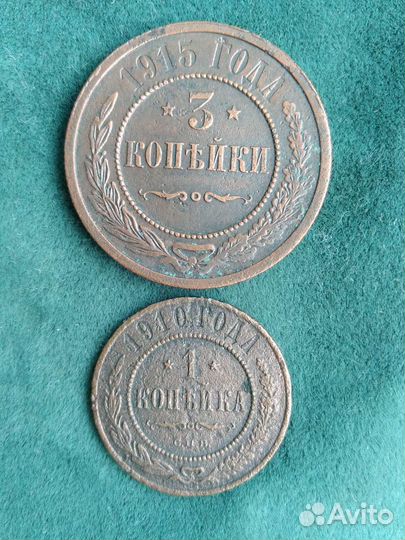 1915 ГОДА
3
КОПѢЙКИ
1910 ГОДА
1
КОПѢЙКА
С.П.Б.
Avito